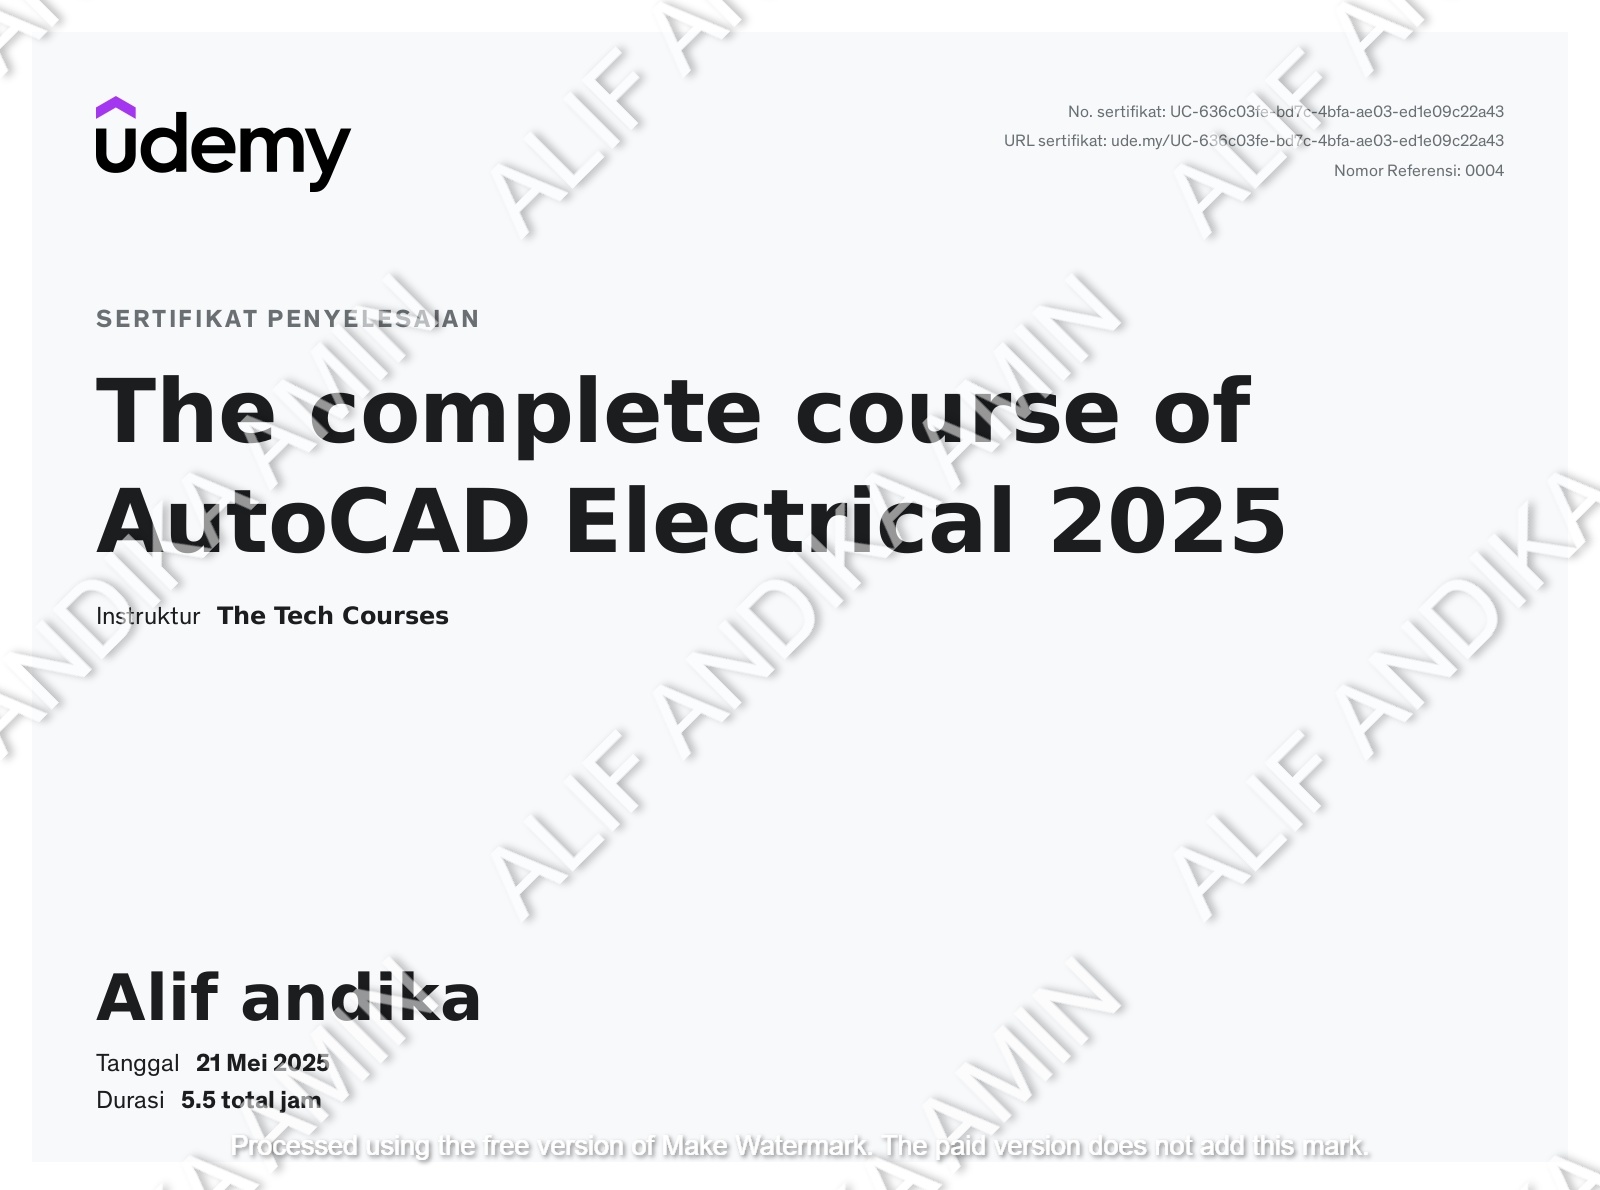 udemy
No. sertifikat: UC-636c03fe-bd7c-4bfa-ae03-ed1e09c22a43
URL sertifikat: ude.my/UC-636c03fe-bd7c-4bfa-ae03-ed1e09c22a43
Nomor Referensi: 0004
SERTIFIKAT PENYELESAIAN
The complete course of
AutoCAD Electrical 2025
Instruktur The Tech Courses
Alif andika
Tanggal 21 Mei 2025
Durasi 5.5 total jam
Processed using the free version of Make Watermark. The paid version does not add this mark.
ALIF ANDIKA AMIN
ALIF ANDIKA AMIN
ALIF ANDIKA AMIN